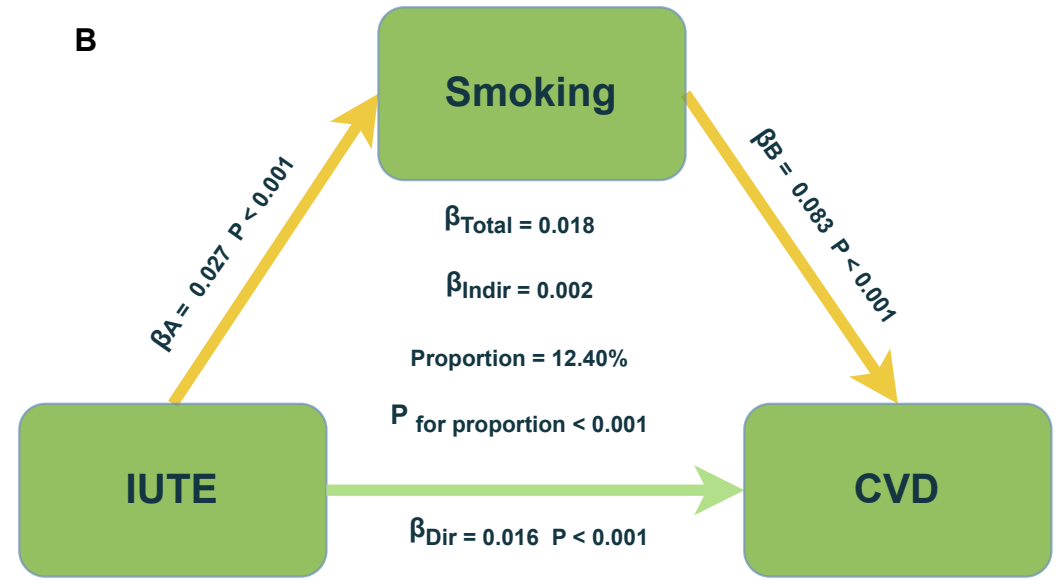 B
Smoking
βA = 0.027 P < 0.001
βB = 0.083 P < 0.001
βTotal = 0.018
βIndir = 0.002
Proportion = 12.40%
P for proportion < 0.001
IUTE
CVD
βDir = 0.016 P < 0.001